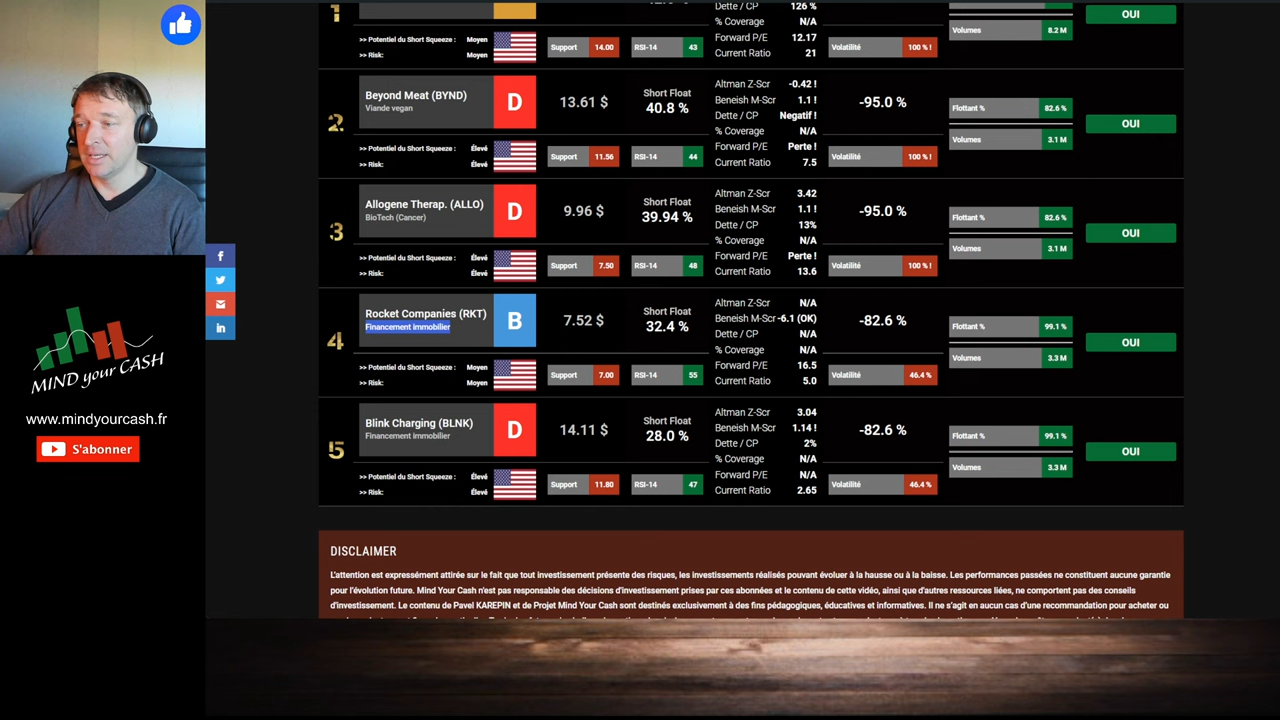 1
Dette / CP 126 %
% Coverage N/A
Forward P/E 12.17
Current Ratio 21
>> Potentiel du Short Squeeze : Moyen
>> Risk: Moyen
Support 14.00
RSI-14 43
Volatilité 100 % !
Volumes 8.2 M
OUI
2
Beyond Meat (BYND)
Viande vegan
D
13.61 $
Short Float
40.8 %
Altman Z-Scr -0.42 !
Beneish M-Scr 1.1 !
Dette / CP Negatif !
% Coverage N/A
Forward P/E Perte !
Current Ratio 7.5
-95.0 %
Flottant % 82.6 %
Volumes 3.1 M
OUI
>> Potentiel du Short Squeeze : Élevé
>> Risk: Élevé
Support 11.56
RSI-14 44
Volatilité 100 % !
3
Allogene Therap. (ALLO)
BioTech (Cancer)
D
9.96 $
Short Float
39.94 %
Altman Z-Scr 3.42
Beneish M-Scr 1.1 !
Dette / CP 13%
% Coverage N/A
Forward P/E Perte !
Current Ratio 13.6
-95.0 %
Flottant % 82.6 %
Volumes 3.1 M
OUI
>> Potentiel du Short Squeeze : Élevé
>> Risk: Élevé
Support 7.50
RSI-14 48
Volatilité 100 % !
4
Rocket Companies (RKT)
Financement immobilier
B
7.52 $
Short Float
32.4 %
Altman Z-Scr N/A
Beneish M-Scr -6.1 (OK)
Dette / CP N/A
% Coverage N/A
Forward P/E 16.5
Current Ratio 5.0
-82.6 %
Flottant % 99.1 %
Volumes 3.3 M
OUI
>> Potentiel du Short Squeeze : Moyen
>> Risk: Moyen
Support 7.00
RSI-14 55
Volatilité 46.4 %
5
Blink Charging (BLNK)
Financement immobilier
D
14.11 $
Short Float
28.0 %
Altman Z-Scr 3.04
Beneish M-Scr 1.14 !
Dette / CP 2%
% Coverage N/A
Forward P/E N/A
Current Ratio 2.65
-82.6 %
Flottant % 99.1 %
Volumes 3.3 M
OUI
>> Potentiel du Short Squeeze : Élevé
>> Risk: Élevé
Support 11.80
RSI-14 47
Volatilité 46.4 %
MIND your CASH
www.mindyourcash.fr
S'abonner
DISCLAIMER
L'attention est expressément attirée sur le fait que tout investissement présente des risques, les investissements réalisés pouvant évoluer à la hausse ou à la baisse. Les performances passées ne constituent aucune garantie
pour l'évolution future. Mind Your Cash n'est pas responsable des décisions d'investissement prises par ces abonnées et le contenu de cette vidéo, ainsi que d'autres ressources liées, ne comportent pas des conseils
d'investissement. Le contenu de Pavel KAREPIN et de Projet Mind Your Cash sont destinés exclusivement à des fins pédagogiques, éducatives et informatives. Il ne s'agit en aucun cas d'une recommandation pour acheter ou